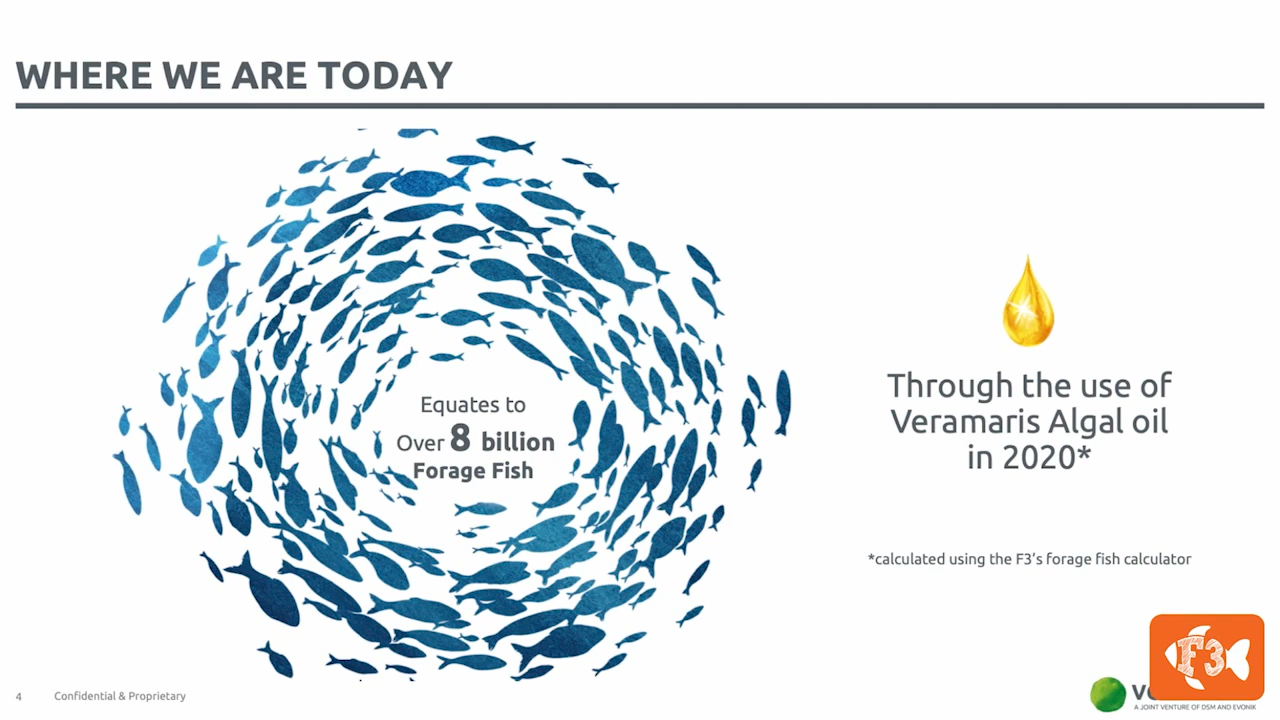 WHERE WE ARE TODAY
Equates to
Over 8 billion
Forage Fish
Through the use of
Veramaris Algal oil
in 2020*
*calculated using the F3's forage fish calculator
F3
4 Confidential & Proprietary
A JOINT VENTURE OF DSM AND EVONIK